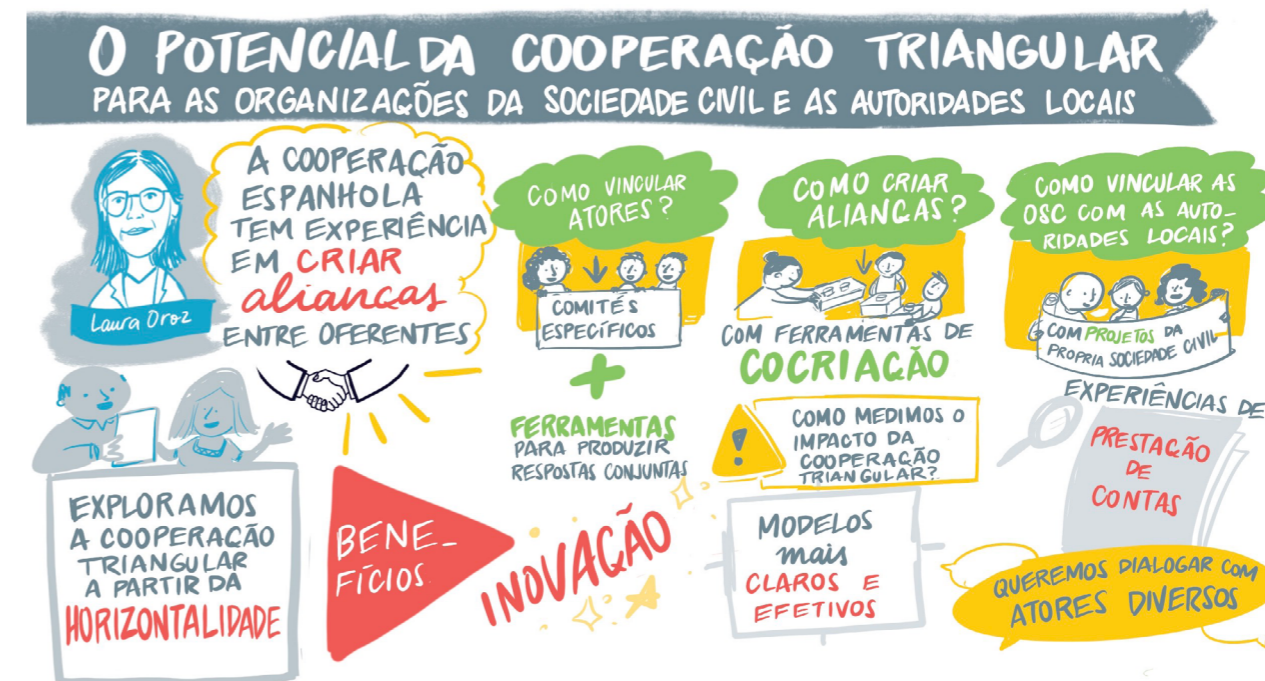 O POTENCIAL DA COOPERAÇÃO TRIANGULAR
PARA AS ORGANIZAÇÕES DA SOCIEDADE CIVIL E AS AUTORIDADES LOCAIS
Laura Oroz
A COOPERAÇÃO
ESPANHOLA
TEM EXPERIÊNCIA
EM CRIAR
alianças
ENTRE OFERENTES
COMO VINCULAR
ATORES?
COMITÉS
ESPECÍFICOS
+
FERRAMENTAS
PARA PRODUZIR
RESPOSTAS CONJUNTAS
COMO CRIAR
ALIANÇAS?
COM FERRAMENTAS DE
COCRIAÇÃO
!
COMO MEDIMOS O
IMPACTO DA
COOPERAÇÃO
TRIANGULAR?
COMO VINCULAR AS
OSC COM AS AUTO-
RIDADES LOCAIS?
COM PROJETOS DA
PROPRIA SOCIEDADE CIVIL
EXPERIÊNCIAS DE
PRESTAÇÃO
DE
CONTAS
EXPLORAMOS
A COOPERAÇÃO
TRIANGULAR
A PARTIR DA
HORIZONTALIDADE
BENE-
FÍCIOS
INOVAÇÃO
MODELOS
mais
CLAROS E
EFETIVOS
QUEREMOS DIALOGAR COM
ATORES DIVERSOS